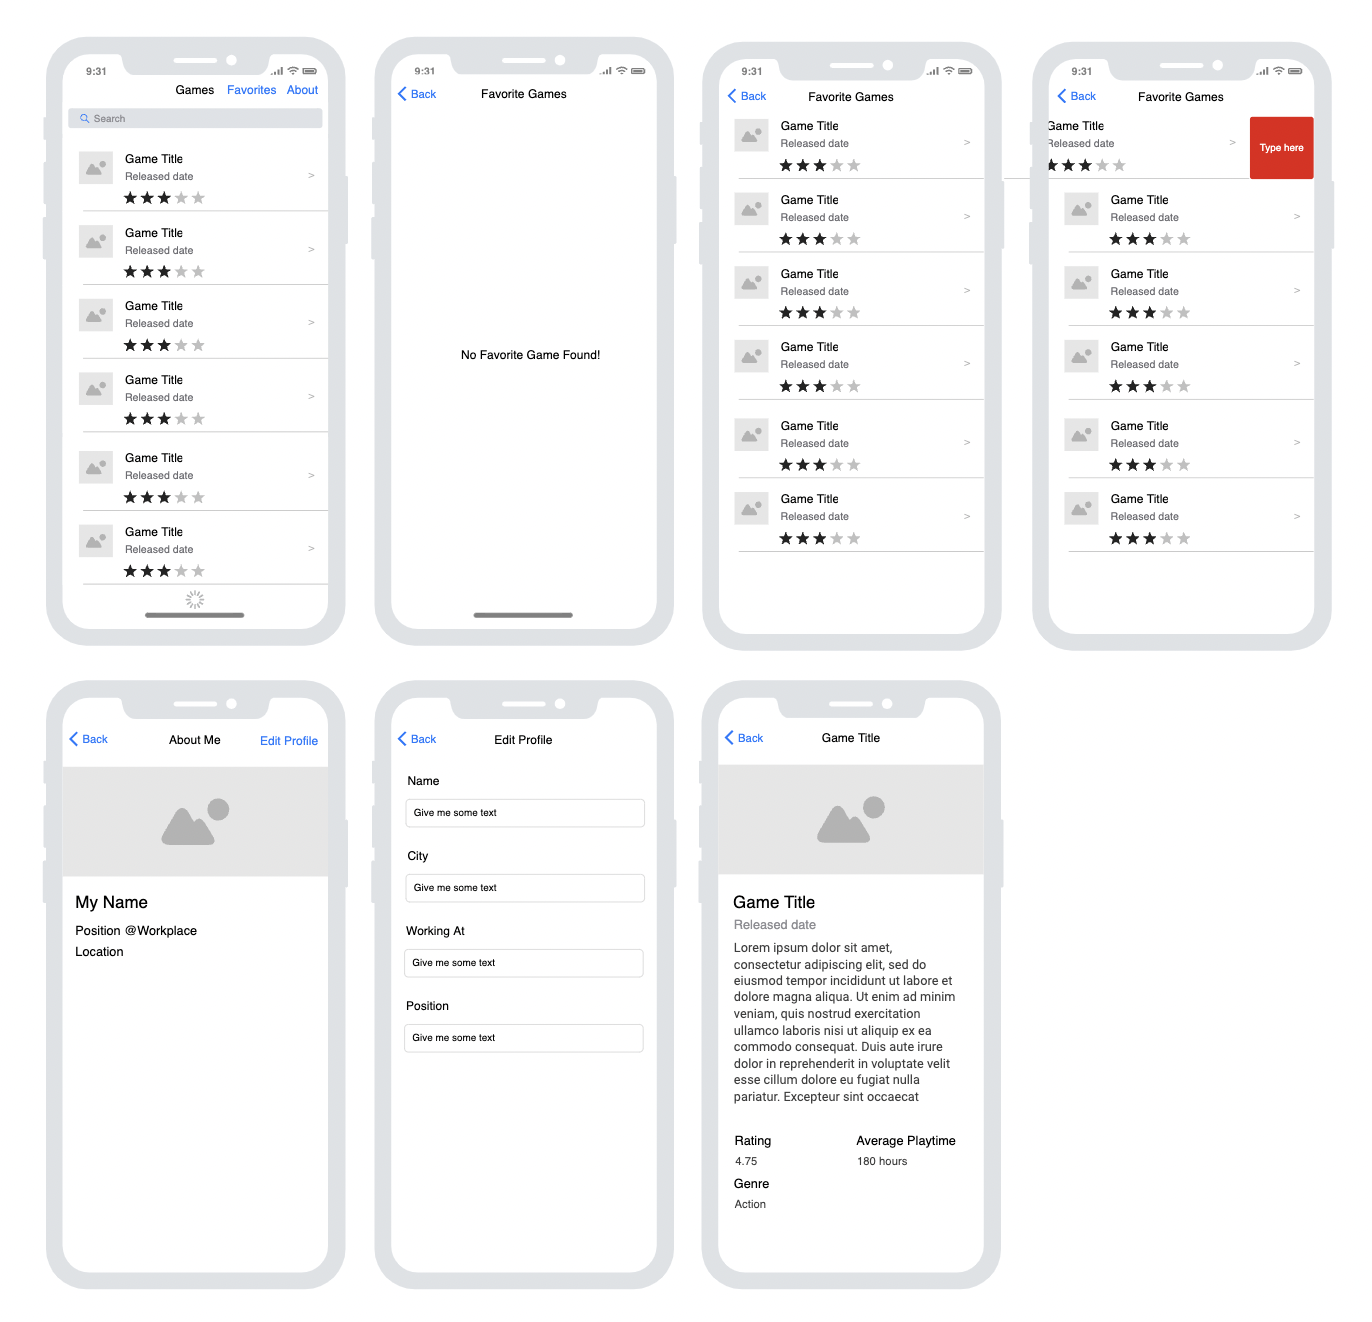 9:31
Games Favorites About
Search
Game Title
Released date
>
Game Title
Released date
>
Game Title
Released date
>
Game Title
Released date
>
Game Title
Released date
>
Game Title
Released date
>
9:31
Back Favorite Games
No Favorite Game Found!
9:31
Back Favorite Games
Game Title
Released date
>
Game Title
Released date
>
Game Title
Released date
>
Game Title
Released date
>
Game Title
Released date
>
Game Title
Released date
>
9:31
Back Favorite Games
Game Title
Released date
>
Type here
Game Title
Released date
>
Game Title
Released date
>
Game Title
Released date
>
Game Title
Released date
>
Game Title
Released date
>
Back About Me Edit Profile
My Name
Position @Workplace
Location
Back Edit Profile
Name
Give me some text
City
Give me some text
Working At
Give me some text
Position
Give me some text
Back Game Title
Game Title
Released date
Lorem ipsum dolor sit amet,
consectetur adipiscing elit, sed do
eiusmod tempor incididunt ut labore et
dolore magna aliqua. Ut enim ad minim
veniam, quis nostrud exercitation
ullamco laboris nisi ut aliquip ex ea
commodo consequat. Duis aute irure
dolor in reprehenderit in voluptate velit
esse cillum dolore eu fugiat nulla
pariatur. Excepteur sint occaecat
Rating Average Playtime
4.75 180 hours
Genre
Action